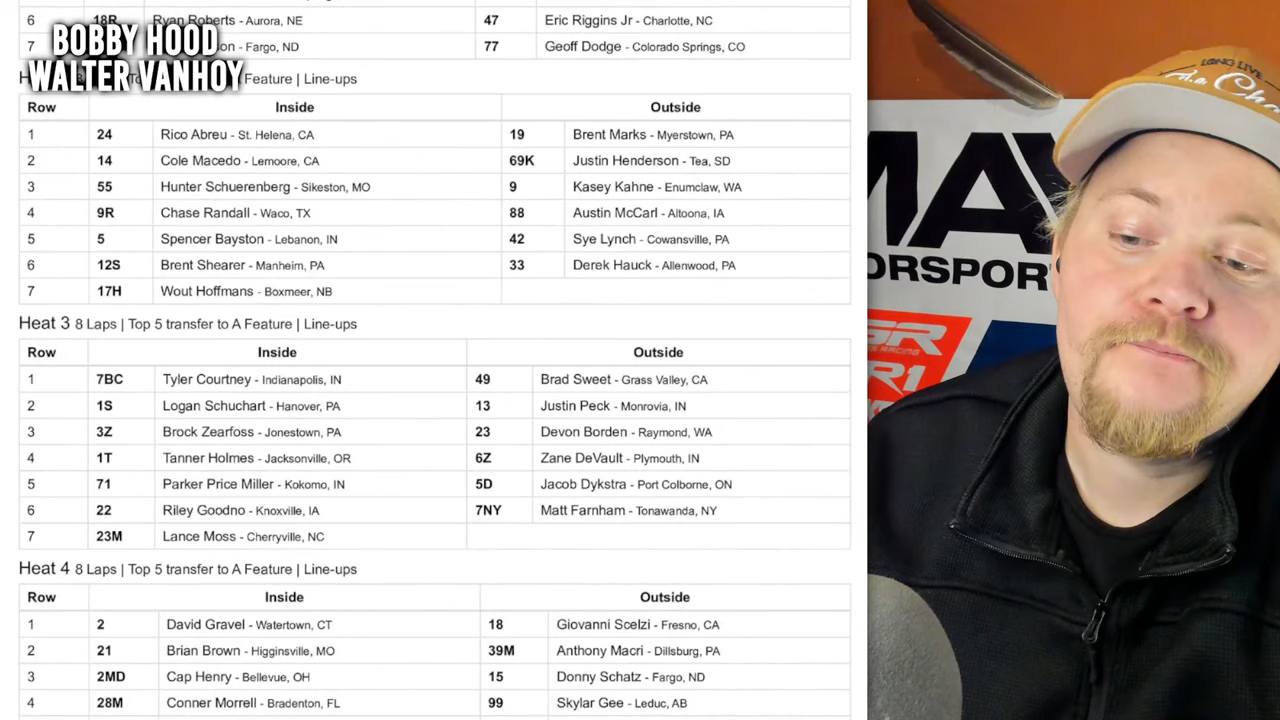 6 18R Ryan Roberts - Aurora, NE 47 Eric Riggins Jr - Charlotte, NC
BOBBY HOOD
7 - Fargo, ND 77 Geoff Dodge - Colorado Springs, CO
WALTER VANHOY
A Feature | Line-ups
Row Inside Outside
1 24 Rico Abreu - St. Helena, CA 19 Brent Marks - Myerstown, PA
2 14 Cole Macedo - Lemoore, CA 69K Justin Henderson - Tea, SD
3 55 Hunter Schuerenberg - Sikeston, MO 9 Kasey Kahne - Enumclaw, WA
4 9R Chase Randall - Waco, TX 88 Austin McCarl - Altoona, IA
5 5 Spencer Bayston - Lebanon, IN 42 Sye Lynch - Cowansville, PA
6 12S Brent Shearer - Manheim, PA 33 Derek Hauck - Allenwood, PA
7 17H Wout Hoffmans - Boxmeer, NB
Heat 3 8 Laps | Top 5 transfer to A Feature | Line-ups
Row Inside Outside
1 7BC Tyler Courtney - Indianapolis, IN 49 Brad Sweet - Grass Valley, CA
2 1S Logan Schuchart - Hanover, PA 13 Justin Peck - Monrovia, IN
3 3Z Brock Zearfoss - Jonestown, PA 23 Devon Borden - Raymond, WA
4 1T Tanner Holmes - Jacksonville, OR 6Z Zane DeVault - Plymouth, IN
5 71 Parker Price Miller - Kokomo, IN 5D Jacob Dykstra - Port Colborne, ON
6 22 Riley Goodno - Knoxville, IA 7NY Matt Farnham - Tonawanda, NY
7 23M Lance Moss - Cherryville, NC
Heat 4 8 Laps | Top 5 transfer to A Feature | Line-ups
Row Inside Outside
1 2 David Gravel - Watertown, CT 18 Giovanni Scelzi - Fresno, CA
2 21 Brian Brown - Higginsville, MO 39M Anthony Macri - Dillsburg, PA
3 2MD Cap Henry - Bellevue, OH 15 Donny Schatz - Fargo, ND
4 28M Conner Morrell - Bradenton, FL 99 Skylar Gee - Leduc, AB
LONG LIVE
MAV
ORSPOR
RACING
R1